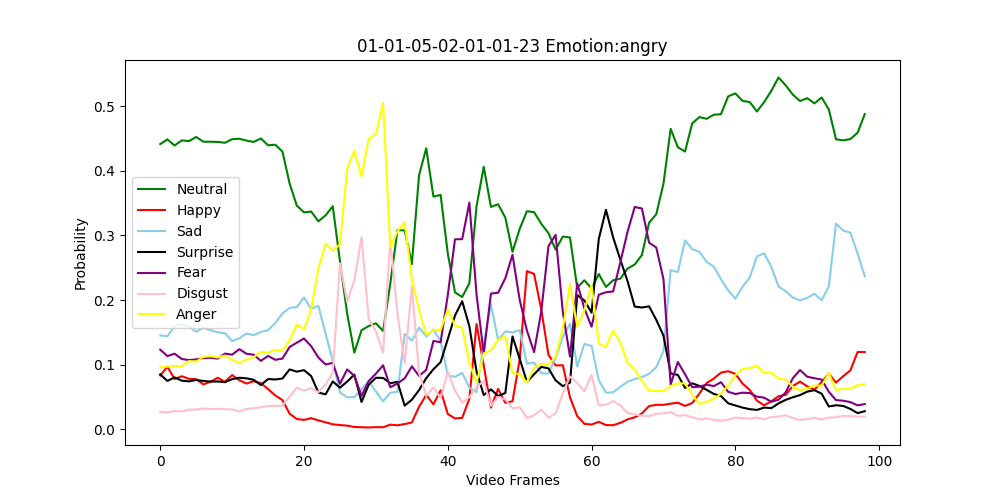 01-01-05-02-01-01-23 Emotion:angry
Probability
0.5
0.4
0.3
0.2
0.1
0.0
Neutral
Happy
Sad
Surprise
Fear
Disgust
Anger
0 20 40 60 80 100
Video Frames